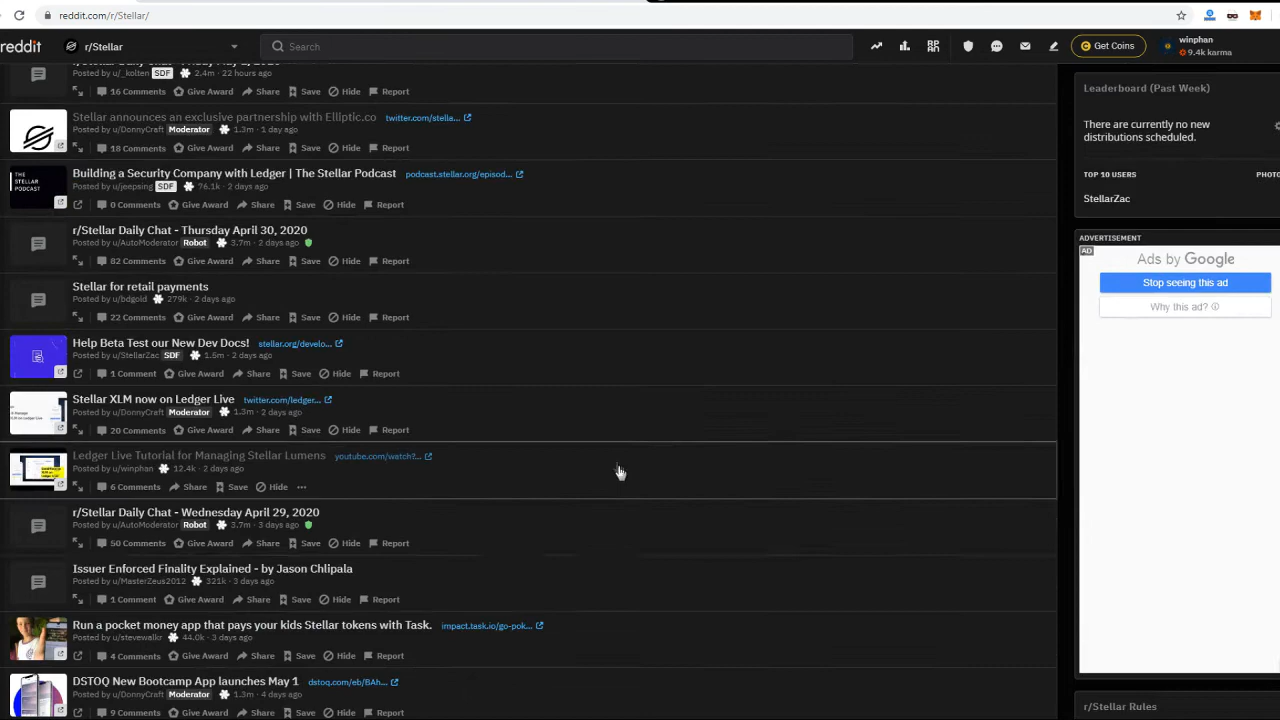 reddit.com/r/Stellar/
reddit r/Stellar Search Get Coins winphan
9.4k karma
r/Stellar Daily Chat - Friday May 1, 2020
Posted by u/_kolten SDF 2.4m · 22 hours ago
16 Comments Give Award Share Save Hide Report
Stellar announces an exclusive partnership with Elliptic.co twitter.com/stella...
Posted by u/DonnyCraft Moderator 1.3m · 1 day ago
18 Comments Give Award Share Save Hide Report
THE STELLAR PODCAST
Building a Security Company with Ledger | The Stellar Podcast podcast.stellar.org/episod...
Posted by u/jeepsing SDF 76.1k · 2 days ago
0 Comments Give Award Share Save Hide Report
r/Stellar Daily Chat - Thursday April 30, 2020
Posted by u/AutoModerator Robot 3.7m · 2 days ago
82 Comments Give Award Share Save Hide Report
Stellar for retail payments
Posted by u/bdgold 279k · 2 days ago
22 Comments Give Award Share Save Hide Report
Help Beta Test our New Dev Docs! stellar.org/develo...
Posted by u/StellarZac SDF 1.6m · 2 days ago
1 Comment Give Award Share Save Hide Report
Stellar XLM now on Ledger Live twitter.com/ledger...
Posted by u/DonnyCraft Moderator 1.3m · 2 days ago
20 Comments Give Award Share Save Hide Report
Ledger Live Tutorial for Managing Stellar Lumens youtube.com/watch?...
Posted by u/winphan 12.4k · 2 days ago
6 Comments Share Save Hide ...
r/Stellar Daily Chat - Wednesday April 29, 2020
Posted by u/AutoModerator Robot 3.7m · 3 days ago
50 Comments Give Award Share Save Hide Report
Issuer Enforced Finality Explained - by Jason Chlipala
Posted by u/MasterZeus2012 321k · 3 days ago
1 Comment Give Award Share Save Hide Report
Run a pocket money app that pays your kids Stellar tokens with Task. impact.task.io/go-pok...
Posted by u/stevewalkr 44.0k · 3 days ago
4 Comments Give Award Share Save Hide Report
DSTOQ New Bootcamp App launches May 1 dstoq.com/eb/BAh...
Posted by u/DonnyCraft Moderator 1.3m · 4 days ago
9 Comments Give Award Share Save Hide Report
Leaderboard (Past Week)
There are currently no new
distributions scheduled.
TOP 10 USERS PHOTO
StellarZac
ADVERTISEMENT
AD
Ads by Google
Stop seeing this ad
Why this ad?
r/Stellar Rules